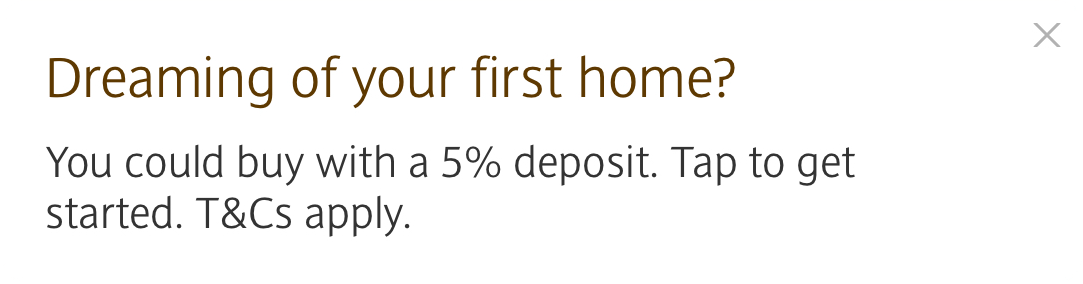 Dreaming of your first home?
You could buy with a 5% deposit. Tap to get
started. T&Cs apply.